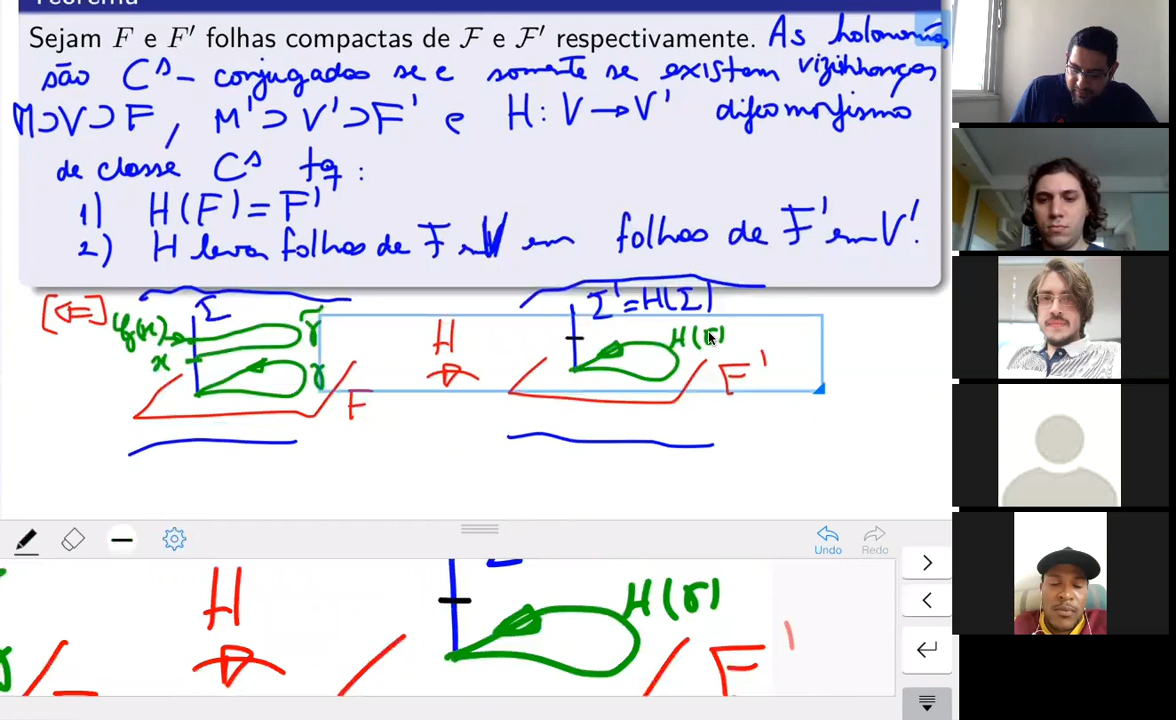 Teorema
Sejam F e F' folhas compactas de ℱ e ℱ' respectivamente. As holonomias
são C^s - conjugadas se e somente se existem vizinhanças
M⊃V⊃F, M'⊃V'⊃F' e H: V→V' difeomorfismo
de classe C^s tq:
1) H(F)=F'
2) H leva folhas de ℱ em V em folhas de ℱ' em V'.
[⇐] Σ Σ'=H(Σ)
x γ̃ H H(γ)
x γ F'
F
Undo Redo
H H(γ)
F'